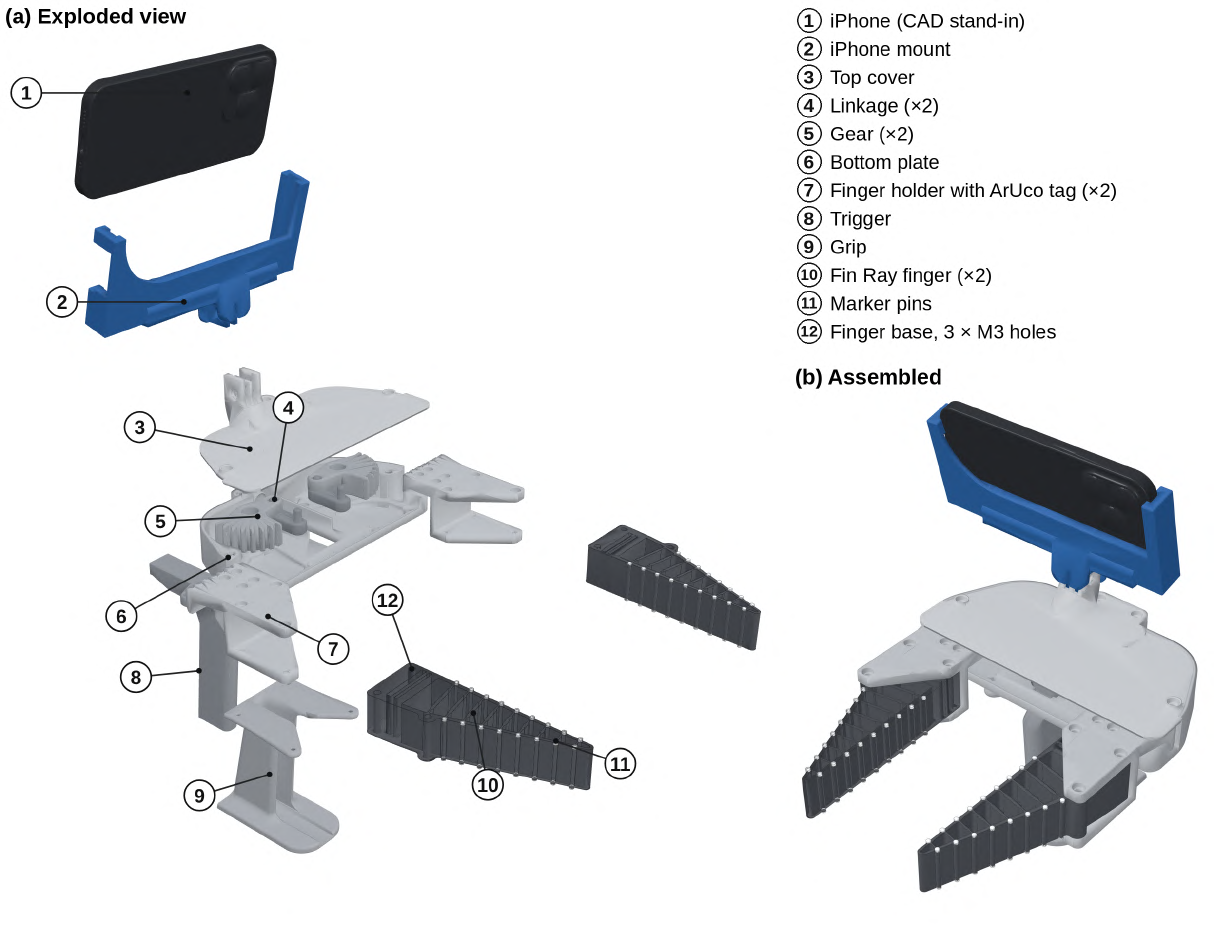 (a) Exploded view
1 iPhone (CAD stand-in)
2 iPhone mount
3 Top cover
4 Linkage (×2)
5 Gear (×2)
6 Bottom plate
7 Finger holder with ArUco tag (×2)
8 Trigger
9 Grip
10 Fin Ray finger (×2)
11 Marker pins
12 Finger base, 3 × M3 holes
1
2
3
4
5
6
7
8
9
12
10
11
(b) Assembled